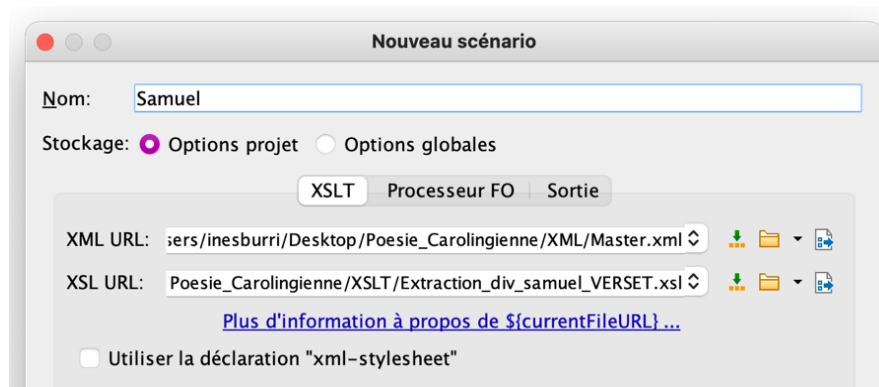 Nouveau scénario
Nom: Samuel
Stockage: Options projet Options globales
XSLT Processeur FO Sortie
XML URL: sers/inesburri/Desktop/Poesie_Carolingienne/XML/Master.xml
XSL URL: Poesie_Carolingienne/XSLT/Extraction_div_samuel_VERSET.xsl
Plus d'information à propos de ${currentFileURL} ...
Utiliser la déclaration "xml-stylesheet"